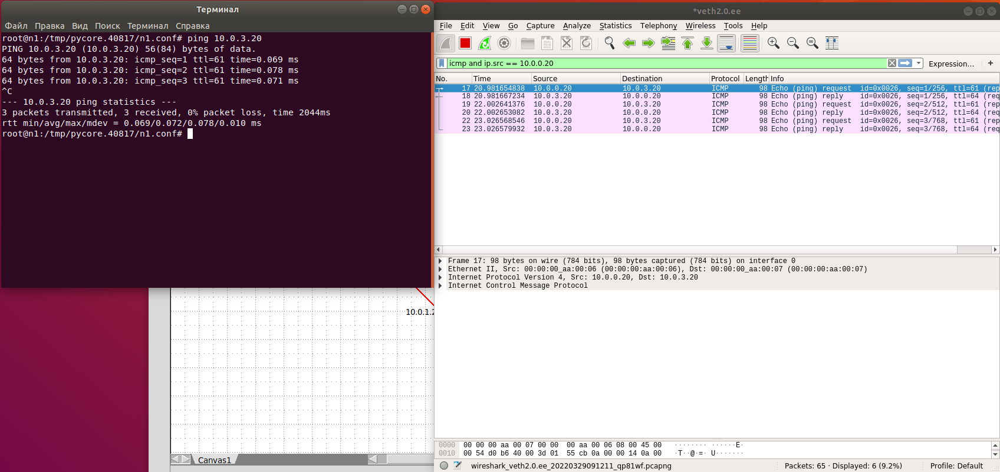 Терминал
Файл Правка Вид Поиск Терминал Справка
root@n1:/tmp/pycore.40817/n1.conf# ping 10.0.3.20
PING 10.0.3.20 (10.0.3.20) 56(84) bytes of data.
64 bytes from 10.0.3.20: icmp_seq=1 ttl=61 time=0.069 ms
64 bytes from 10.0.3.20: icmp_seq=2 ttl=61 time=0.078 ms
64 bytes from 10.0.3.20: icmp_seq=3 ttl=61 time=0.071 ms
^C
--- 10.0.3.20 ping statistics ---
3 packets transmitted, 3 received, 0% packet loss, time 2044ms
rtt min/avg/max/mdev = 0.069/0.072/0.078/0.010 ms
root@n1:/tmp/pycore.40817/n1.conf#
10.0.1.2
Canvas1
*veth2.0.ee
File Edit View Go Capture Analyze Statistics Telephony Wireless Tools Help
icmp and ip.src == 10.0.0.20 Expression... +
No. Time Source Destination Protocol Length Info
17 20.981654838 10.0.0.20 10.0.3.20 ICMP 98 Echo (ping) request id=0x0026, seq=1/256, ttl=61 (rep
18 20.981667234 10.0.3.20 10.0.0.20 ICMP 98 Echo (ping) reply id=0x0026, seq=1/256, ttl=64 (req
19 22.002641376 10.0.0.20 10.0.3.20 ICMP 98 Echo (ping) request id=0x0026, seq=2/512, ttl=61 (rep
20 22.002653082 10.0.3.20 10.0.0.20 ICMP 98 Echo (ping) reply id=0x0026, seq=2/512, ttl=64 (req
22 23.026568546 10.0.0.20 10.0.3.20 ICMP 98 Echo (ping) request id=0x0026, seq=3/768, ttl=61 (rep
23 23.026579932 10.0.3.20 10.0.0.20 ICMP 98 Echo (ping) reply id=0x0026, seq=3/768, ttl=64 (req
Frame 17: 98 bytes on wire (784 bits), 98 bytes captured (784 bits) on interface 0
Ethernet II, Src: 00:00:00_aa:00:06 (00:00:00:aa:00:06), Dst: 00:00:00_aa:00:07 (00:00:00:aa:00:07)
Internet Protocol Version 4, Src: 10.0.0.20, Dst: 10.0.3.20
Internet Control Message Protocol
0000 00 00 00 aa 00 07 00 00 00 aa 00 06 08 00 45 00 ········ ······E·
0010 00 54 d0 b6 40 00 3d 01 55 cb 0a 00 00 14 0a 00 ·T··@·=· U·······
wireshark_veth2.0.ee_20220329091211_qp81wf.pcapng Packets: 65 · Displayed: 6 (9.2%) Profile: Default